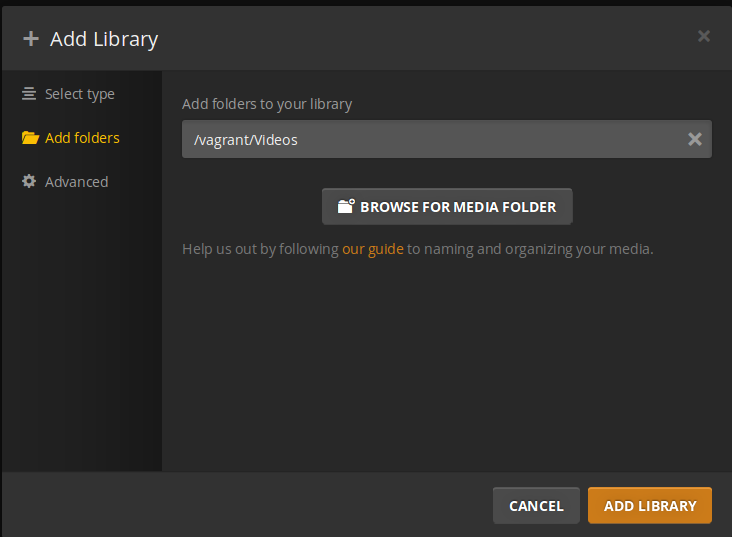 Add Library
Select type
Add folders
Advanced
Add folders to your library
/vagrant/Videos
BROWSE FOR MEDIA FOLDER
Help us out by following our guide to naming and organizing your media.
CANCEL
ADD LIBRARY